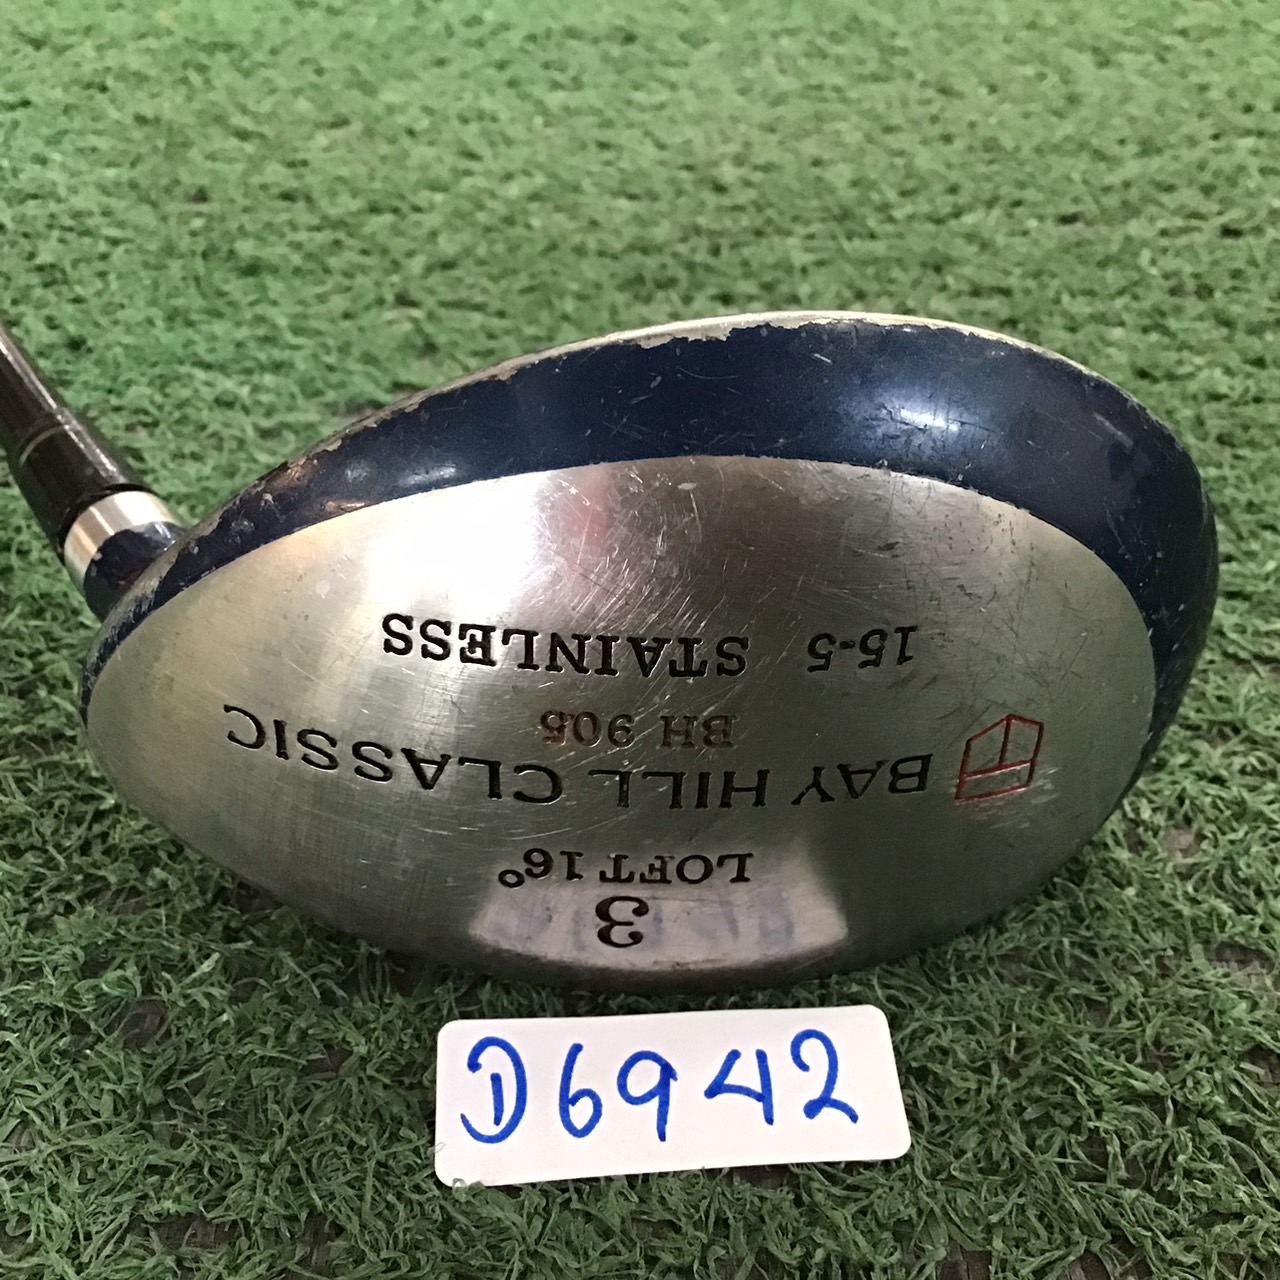 3
LOFT 16°
BAY HILL CLASSIC
BH 905
15-5 STAINLESS
D6942